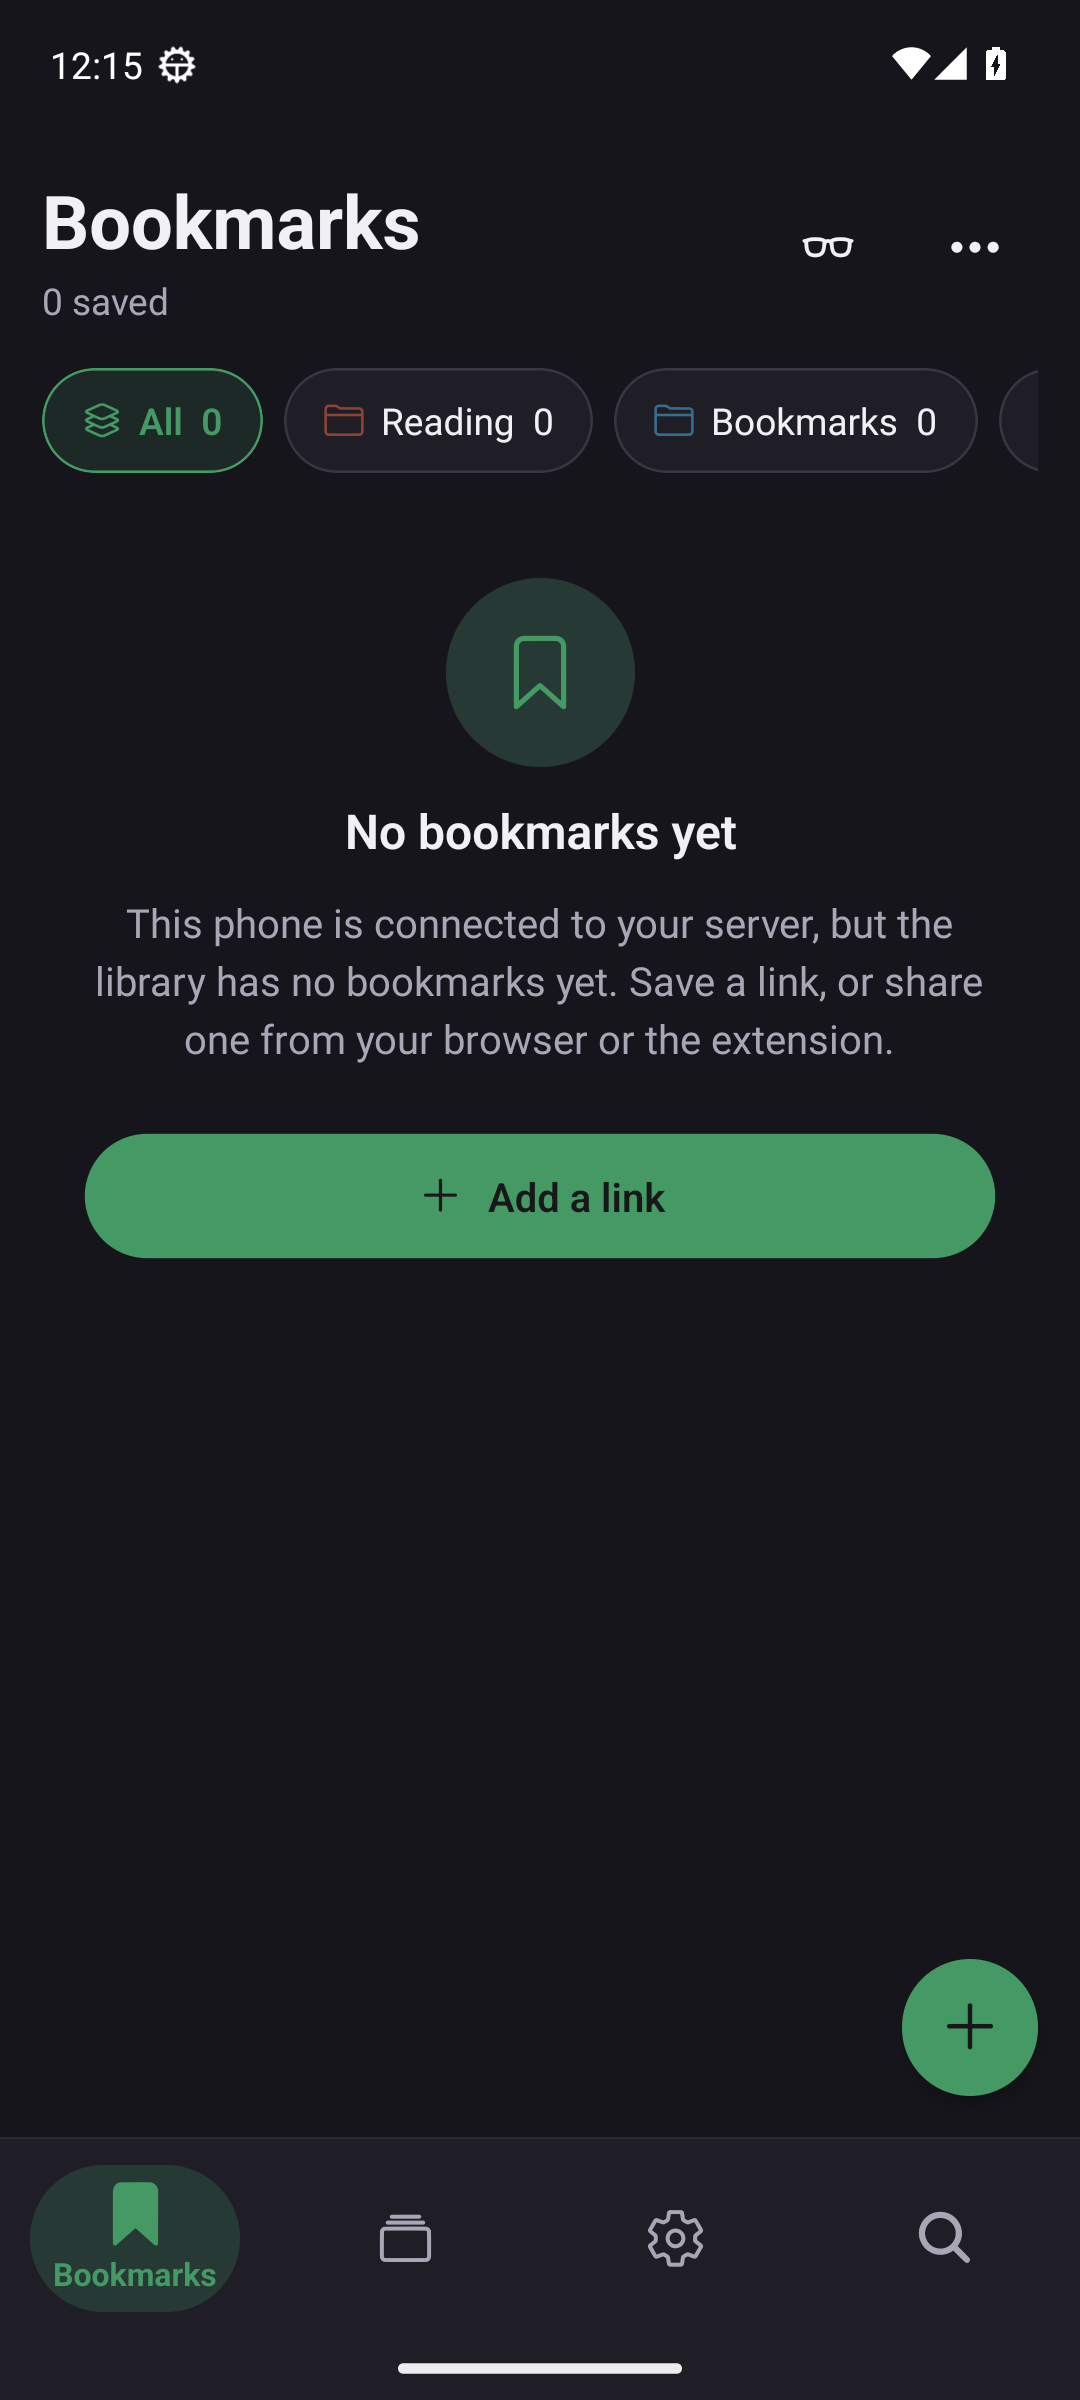 12:15
Bookmarks
0 saved
All 0
Reading 0
Bookmarks 0
No bookmarks yet
This phone is connected to your server, but the
library has no bookmarks yet. Save a link, or share
one from your browser or the extension.
Add a link
Bookmarks